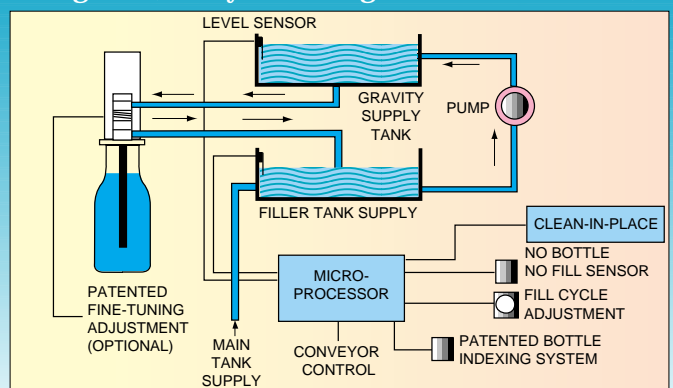 LEVEL SENSOR
GRAVITY
SUPPLY
TANK
PUMP
FILLER TANK SUPPLY
CLEAN-IN-PLACE
NO BOTTLE
NO FILL SENSOR
MICRO-
PROCESSOR
FILL CYCLE
ADJUSTMENT
PATENTED
FINE-TUNING
ADJUSTMENT
(OPTIONAL)
MAIN
TANK
SUPPLY
CONVEYOR
CONTROL
PATENTED BOTTLE
INDEXING SYSTEM